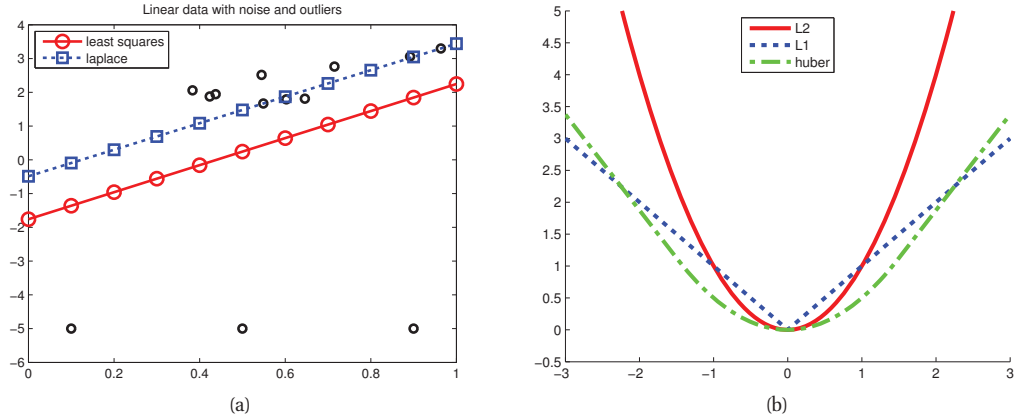 Linear data with noise and outliers
least squares
laplace
4
3
2
1
0
−1
−2
−3
−4
−5
−6
0 0.2 0.4 0.6 0.8 1
(a)
L2
L1
huber
5
4.5
4
3.5
3
2.5
2
1.5
1
0.5
0
−0.5
−3 −2 −1 0 1 2 3
(b)